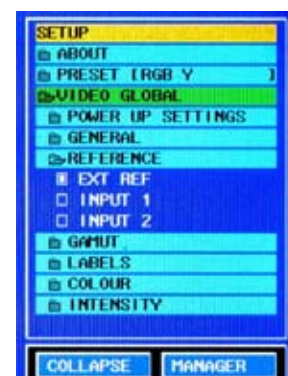 SETUP
ABOUT
PRESET [RGB Y ]
VIDEO GLOBAL
POWER UP SETTINGS
GENERAL
REFERENCE
EXT REF
INPUT 1
INPUT 2
GAMUT
LABELS
COLOUR
INTENSITY
COLLAPSE MANAGER